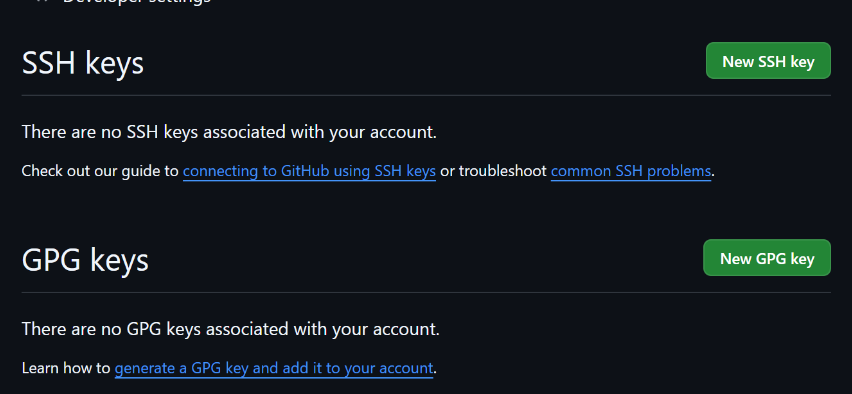 Developer settings
SSH keys
New SSH key
There are no SSH keys associated with your account.
Check out our guide to connecting to GitHub using SSH keys or troubleshoot common SSH problems.
GPG keys
New GPG key
There are no GPG keys associated with your account.
Learn how to generate a GPG key and add it to your account.